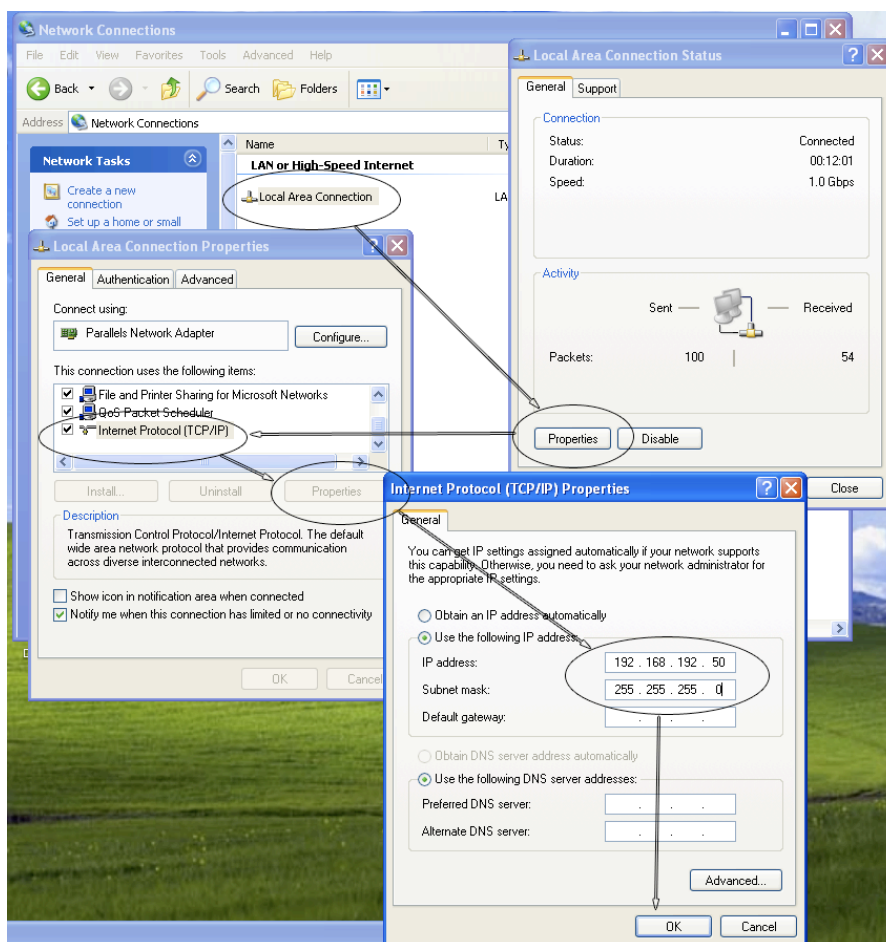 Network Connections
File Edit View Favorites Tools Advanced Help
Back Search Folders
Address Network Connections
Network Tasks
Create a new
connection
Set up a home or small
Name
LAN or High-Speed Internet
Local Area Connection LA
Local Area Connection Status
General Support
Connection
Status: Connected
Duration: 00:12:01
Speed: 1.0 Gbps
Activity
Sent — — Received
Packets: 100 | 54
Properties Disable
Close
Local Area Connection Properties
General Authentication Advanced
Connect using:
Parallels Network Adapter Configure...
This connection uses the following items:
File and Printer Sharing for Microsoft Networks
QoS Packet Scheduler
Internet Protocol (TCP/IP)
Install... Uninstall Properties
Description
Transmission Control Protocol/Internet Protocol. The default
wide area network protocol that provides communication
across diverse interconnected networks.
Show icon in notification area when connected
Notify me when this connection has limited or no connectivity
OK Cancel
Internet Protocol (TCP/IP) Properties
General
You can get IP settings assigned automatically if your network supports
this capability. Otherwise, you need to ask your network administrator for
the appropriate IP settings.
Obtain an IP address automatically
Use the following IP address:
IP address: 192 . 168 . 192 . 50
Subnet mask: 255 . 255 . 255 . 0
Default gateway: . . .
Obtain DNS server address automatically
Use the following DNS server addresses:
Preferred DNS server: . . .
Alternate DNS server: . . .
Advanced...
OK Cancel